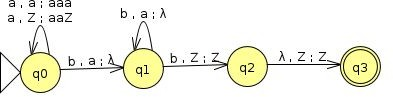 a, a ; aaa
a, Z ; aaZ
b, a ; λ
q0
b, a ; λ
q1
b, Z ; Z
q2
λ, Z ; Z
q3